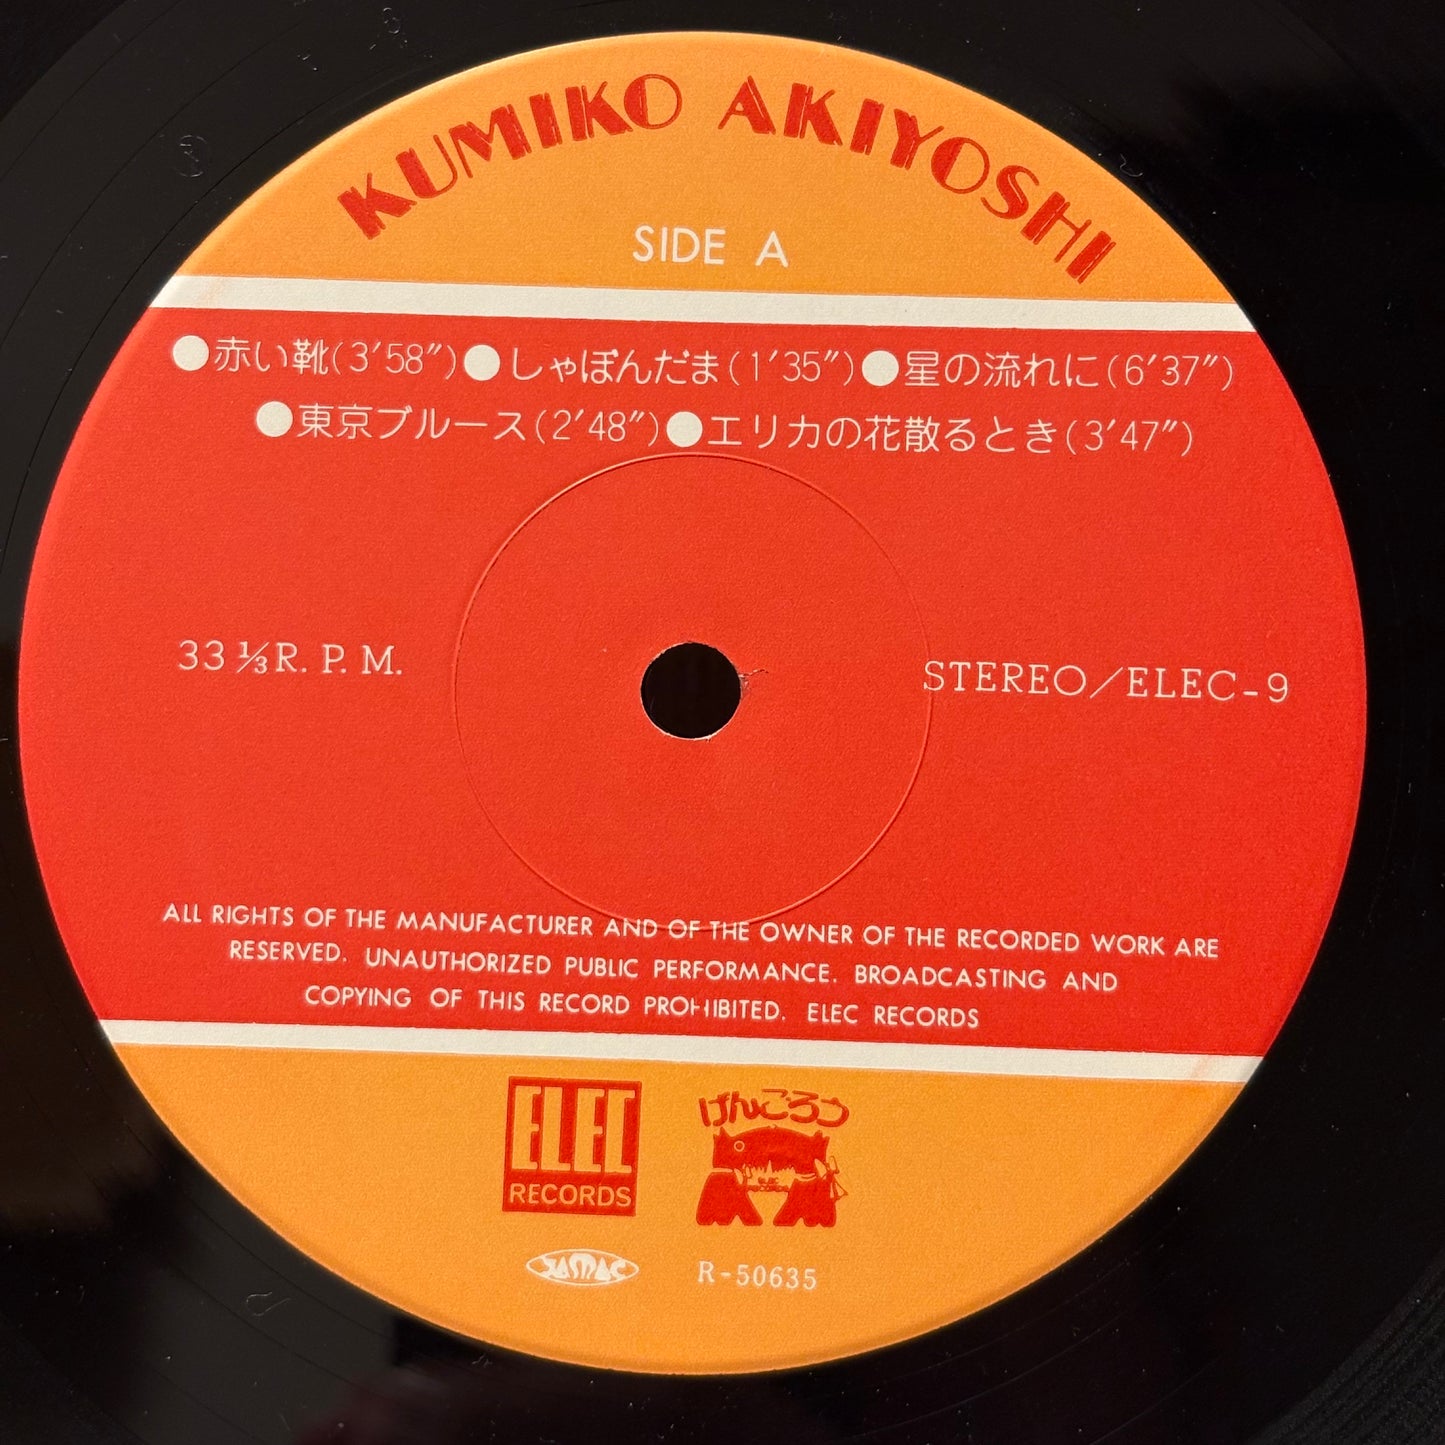 KUMIKO AKIYOSHI
SIDE A
●赤い靴(3′58″)●しゃぼんだま(1′35″)●星の流れに(6′37″)
●東京ブルース(2′48″)●エリカの花散るとき(3′47″)
33⅓R.P.M.
STEREO/ELEC-9
ALL RIGHTS OF THE MANUFACTURER AND OF THE OWNER OF THE RECORDED WORK ARE
RESERVED. UNAUTHORIZED PUBLIC PERFORMANCE. BROADCASTING AND
COPYING OF THIS RECORD PROHIBITED. ELEC RECORDS
ELEC
RECORDS
げんごろう
ELEC
RECORDS
JASRAC
R-50635